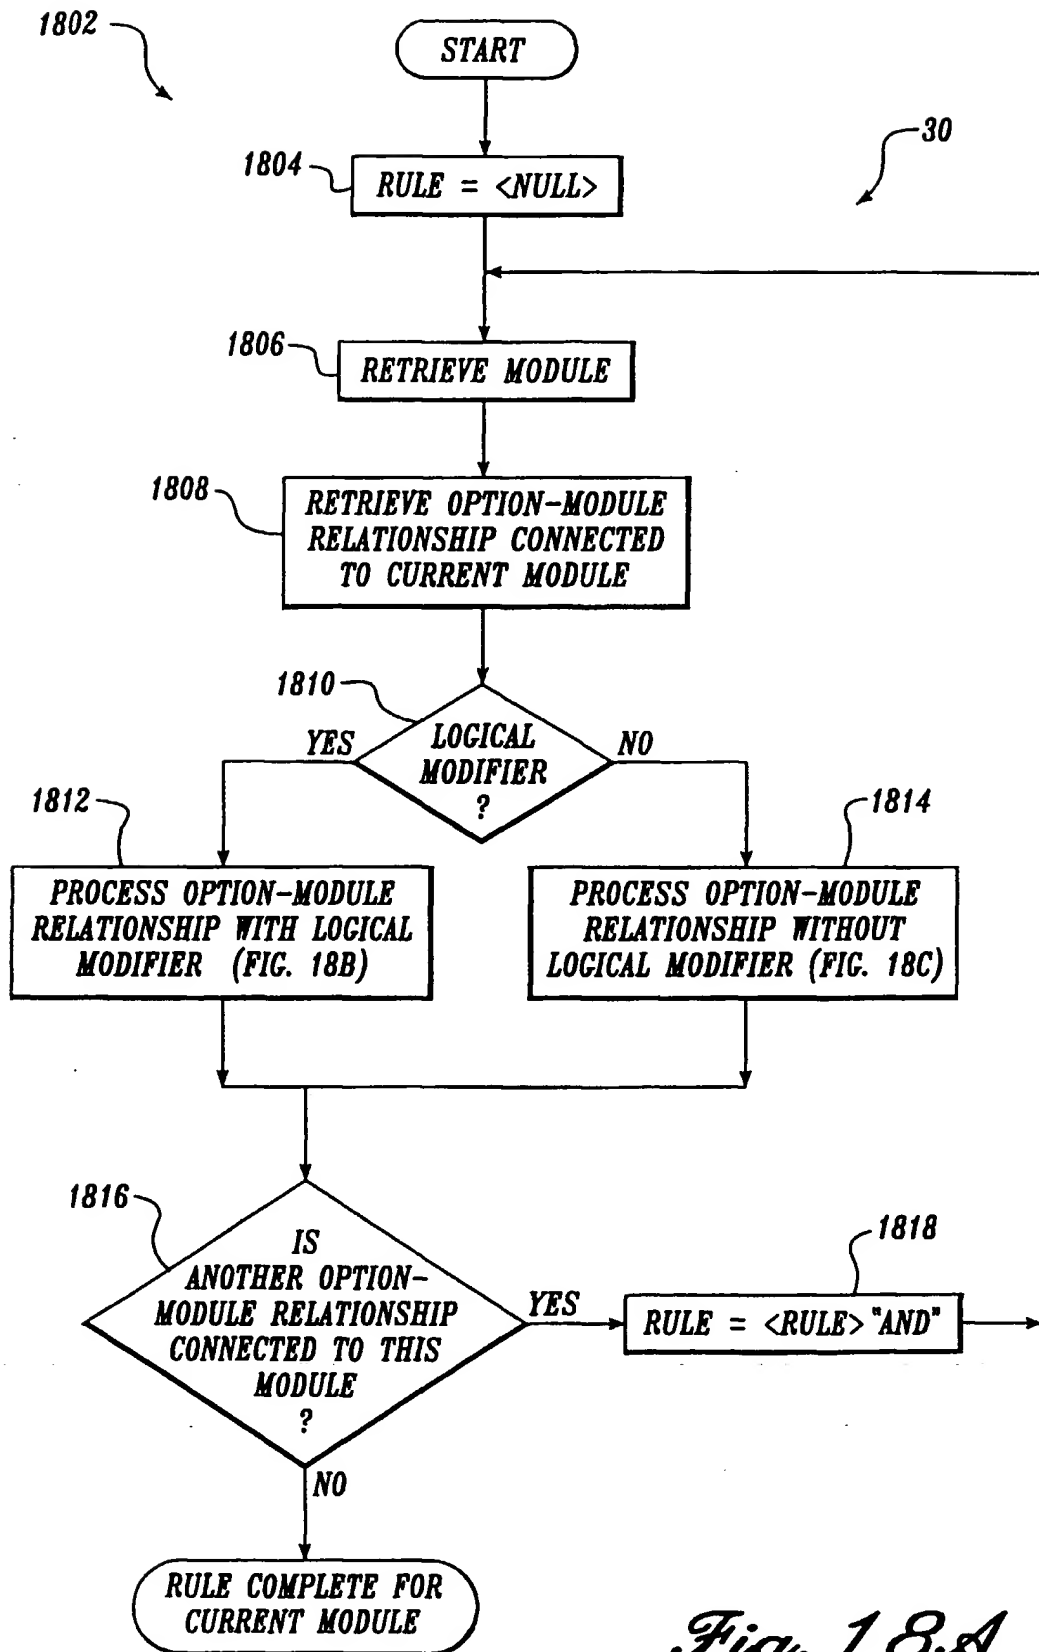 1802
START
30
1804
RULE = <NULL>
1806
RETRIEVE MODULE
1808
RETRIEVE OPTION-MODULE
RELATIONSHIP CONNECTED
TO CURRENT MODULE
1810
YES
LOGICAL
MODIFIER
?
NO
1812
PROCESS OPTION-MODULE
RELATIONSHIP WITH LOGICAL
MODIFIER (FIG. 18B)
1814
PROCESS OPTION-MODULE
RELATIONSHIP WITHOUT
LOGICAL MODIFIER (FIG. 18C)
1816
IS
ANOTHER OPTION-
MODULE RELATIONSHIP
CONNECTED TO THIS
MODULE
?
YES
1818
RULE = <RULE> "AND"
NO
RULE COMPLETE FOR
CURRENT MODULE
Fig. 18A